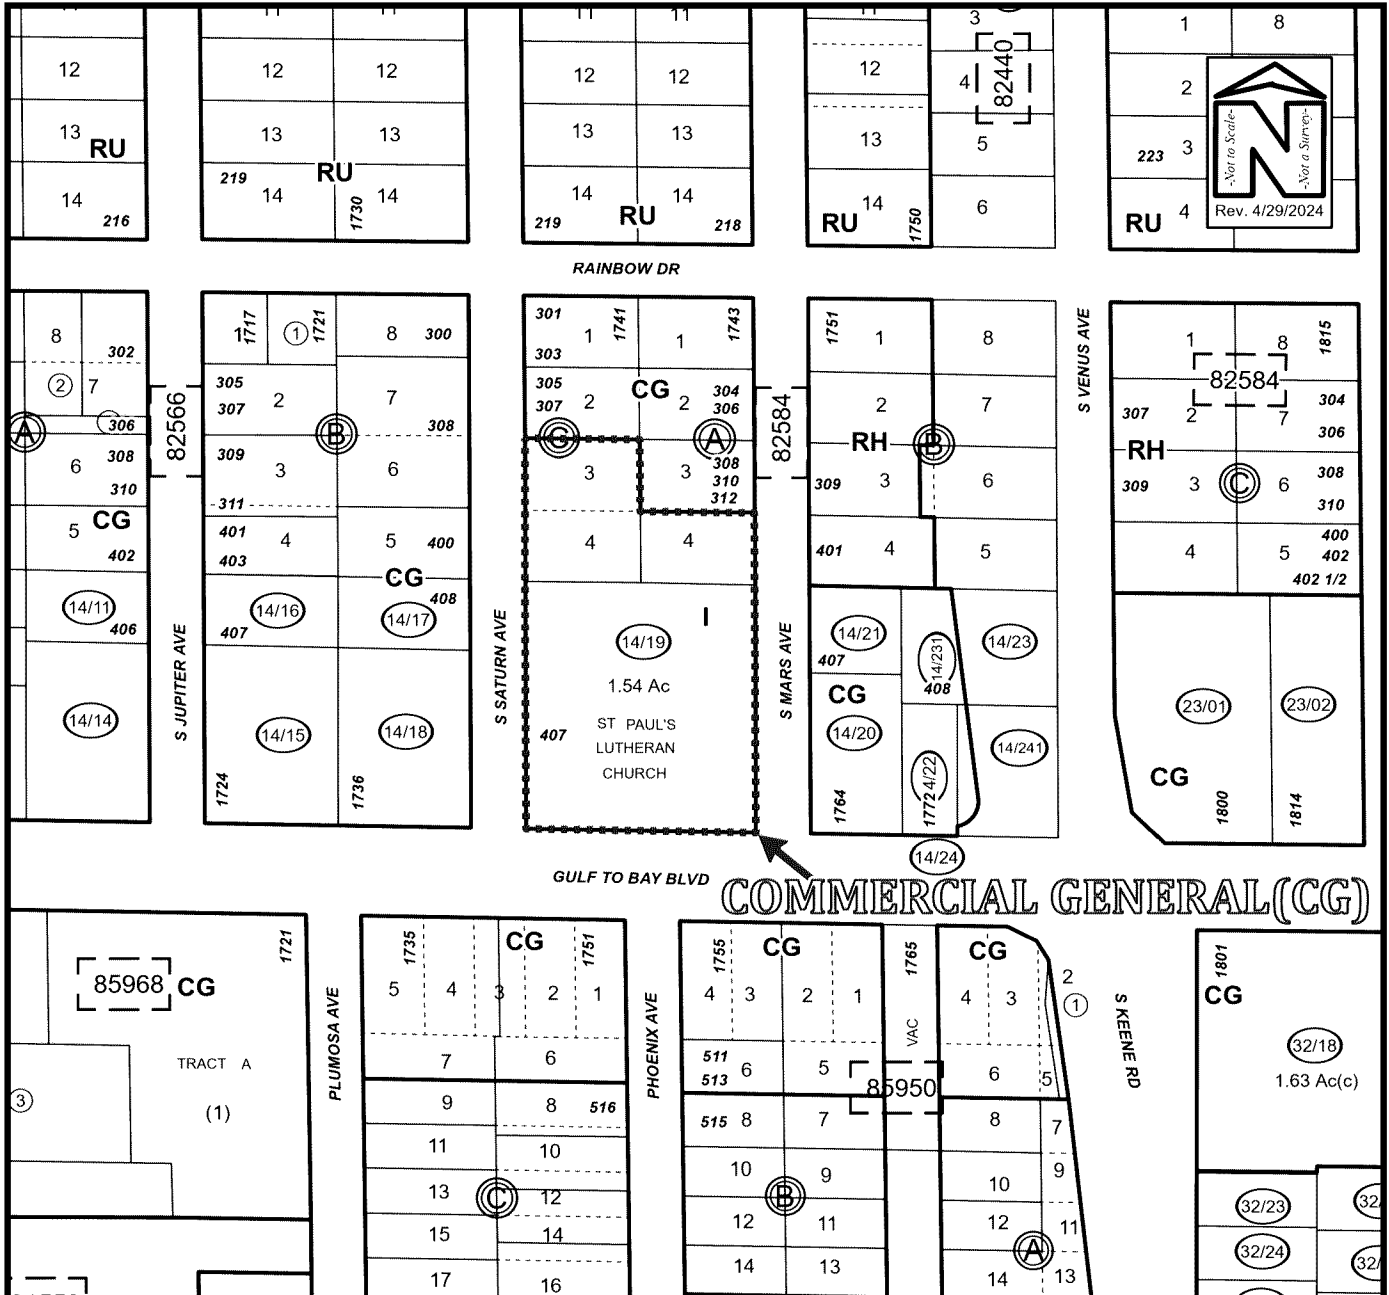 11 11 11 11 11 3 1 8
12 12 12 12 12 12 4 82440 2
13 RU 13 13 13 13 13 5 223 3
-Not to Scale- -Not a Survey-
Rev. 4/29/2024
14 216 219 14 RU 1730 14 219 14 RU 14 218 RU 14 1750 6 RU 4
RAINBOW DR
8 302 1 1717 1 1721 8 300 301 1 1741 1 1743 1751 1 8 S VENUS AVE 1 8 1815
303
2 7 305 2 7 305 2 CG 2 304 2 7 82584 304
306 307 308 307 306 307 2 7 306
A 82566 B C A 82584 RH B RH
6 308 309 3 6 3 3 308 309 3 6 309 3 C 6 308
310 311 310 312 310
CG 5 402 401 4 5 400 4 4 401 4 5 4 5 400
403 CG 402
408 402 1/2
14/11 14/16 14/17 14/19 I 14/21 14/231 14/23
406 407 407 408
S JUPITER AVE S SATURN AVE 1.54 Ac S MARS AVE CG
14/14 14/15 14/18 407 ST PAUL'S 14/20 14/241 23/01 23/02
LUTHERAN
CHURCH
1724 1736 1764 1772 4/22 CG 1800 1814
14/24
GULF TO BAY BLVD
COMMERCIAL GENERAL(CG)
1721 1735 CG 1751 1755 CG 1765 CG 1801
85968 CG 5 4 3 2 1 4 3 2 1 4 3 2 1 CG
PLUMOSA AVE PHOENIX AVE VAC S KEENE RD 32/18
TRACT A 7 6 511 6 5 6 5 1.63 Ac(c)
513 85950
3 (1) 9 8 516 515 8 7 8 7
11 10 10 9 10 9
13 C 12 B 32/23 32/
15 14 12 11 12 A 11 32/24 32/
17 16 14 13 14 13